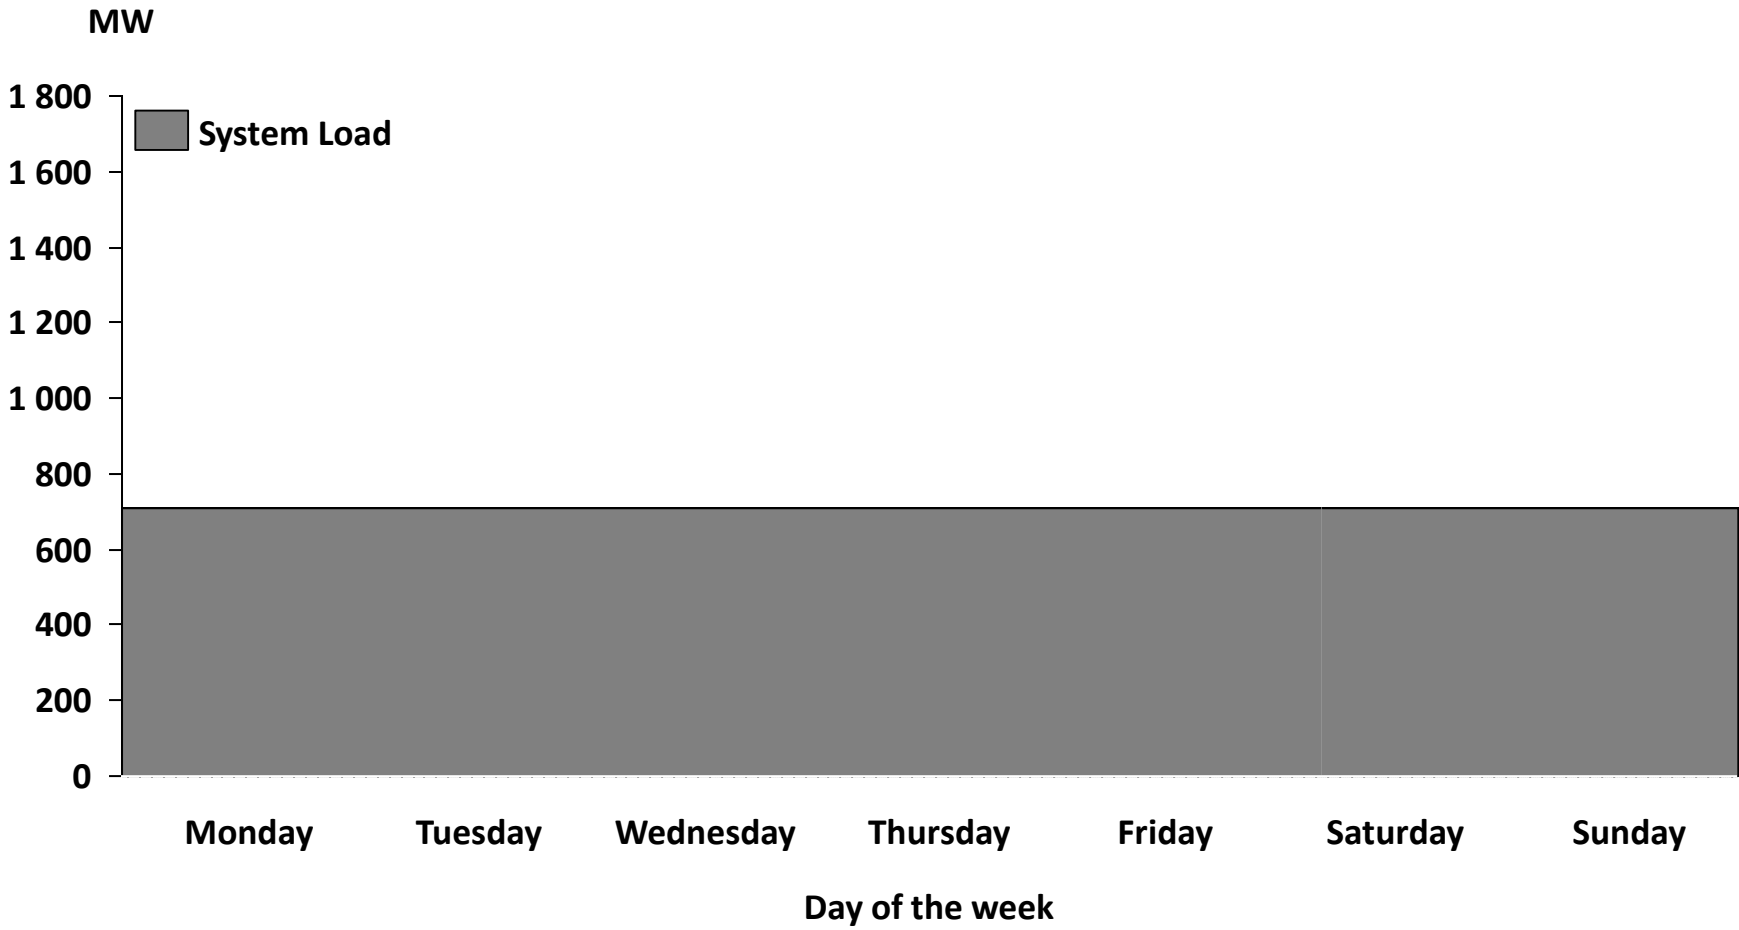 MW
1 800
System Load
1 600
1 400
1 200
1 000
800
600
400
200
0
Monday Tuesday Wednesday Thursday Friday Saturday Sunday
Day of the week